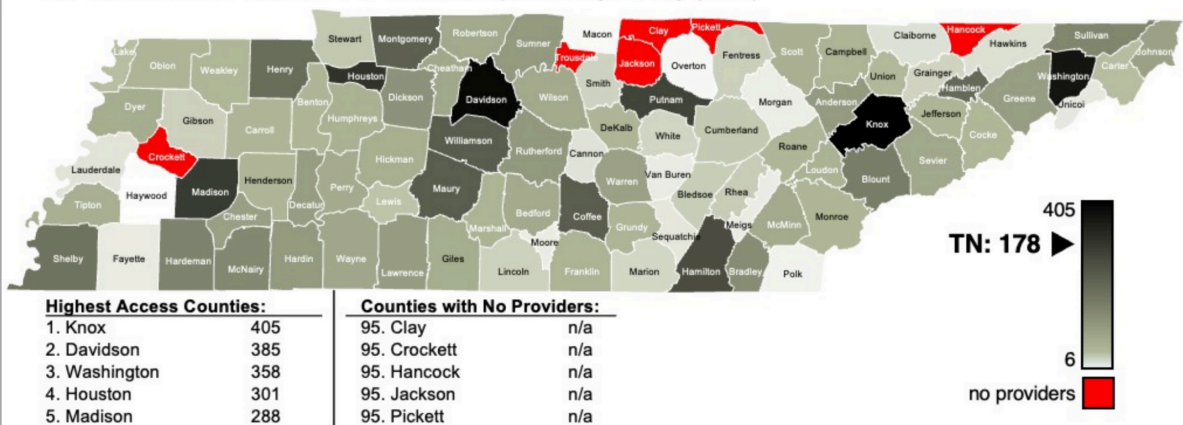 Stewart
Montgomery
Robertson
Sumner
Macon
Clay
Pickett
Claiborne
Hancock
Hawkins
Sullivan
Johnson
Lake
Obion
Weakley
Henry
Houston
Cheatham
Trousdale
Jackson
Overton
Fentress
Scott
Campbell
Union
Grainger
Hamblen
Washington
Carter
Unicoi
Dyer
Gibson
Carroll
Benton
Humphreys
Dickson
Davidson
Wilson
Smith
Putnam
Morgan
Anderson
Knox
Jefferson
Greene
Cocke
Crockett
Lauderdale
Haywood
Madison
Henderson
Decatur
Perry
Hickman
Williamson
Rutherford
Cannon
DeKalb
White
Cumberland
Roane
Loudon
Blount
Sevier
Tipton
Chester
Lewis
Maury
Marshall
Bedford
Coffee
Warren
Van Buren
Bledsoe
Rhea
Meigs
McMinn
Monroe
Shelby
Fayette
Hardeman
McNairy
Hardin
Wayne
Lawrence
Giles
Lincoln
Moore
Franklin
Grundy
Sequatchie
Marion
Hamilton
Bradley
Polk
405
TN: 178
6
no providers
Highest Access Counties:
1. Knox 405
2. Davidson 385
3. Washington 358
4. Houston 301
5. Madison 288
Counties with No Providers:
95. Clay n/a
95. Crockett n/a
95. Hancock n/a
95. Jackson n/a
95. Pickett n/a